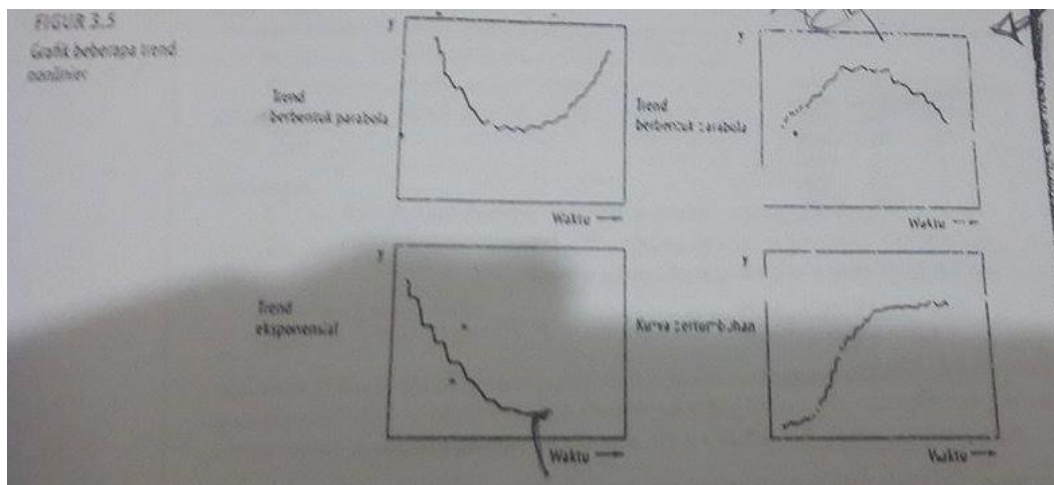 FIGUR 3.5
Grafik beberapa trend
nonlinier
y
Trend
berbentuk parabola
Waktu
y
Trend
berbentuk parabola
Waktu
y
Trend
eksponensial
Waktu
y
Kurva pertumbuhan
Waktu